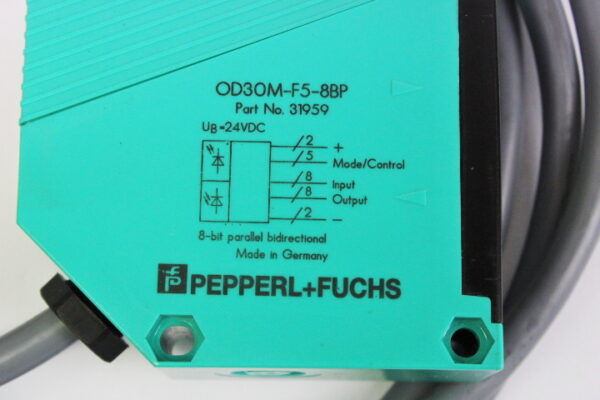 OD30M-F5-8BP
Part No. 31959
UB=24VDC
2 +
5 Mode/Control
8 Input
8 Output
2 -
8-bit parallel bidirectional
Made in Germany
PEPPERL+FUCHS